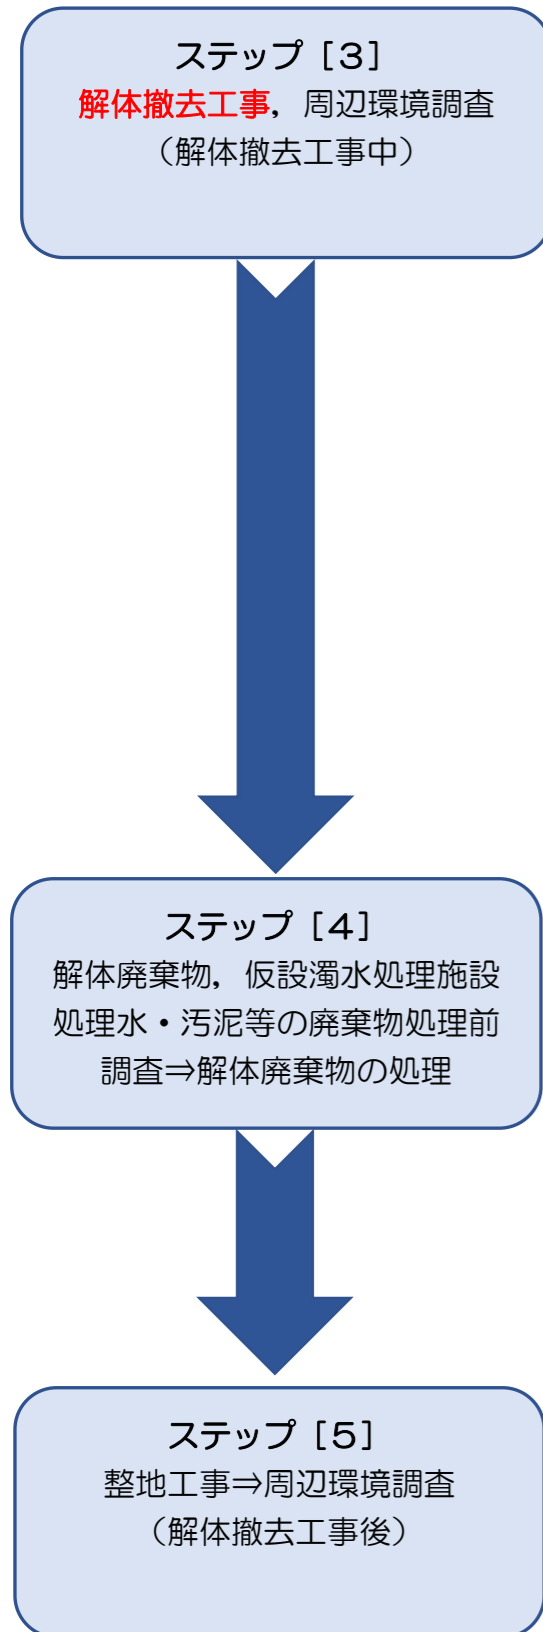 ステップ［３］
解体撤去工事，周辺環境調査
（解体撤去工事中）
ステップ［４］
解体廃棄物，仮設濁水処理施設
処理水・汚泥等の廃棄物処理前
調査⇒解体廃棄物の処理
ステップ［５］
整地工事⇒周辺環境調査
（解体撤去工事後）